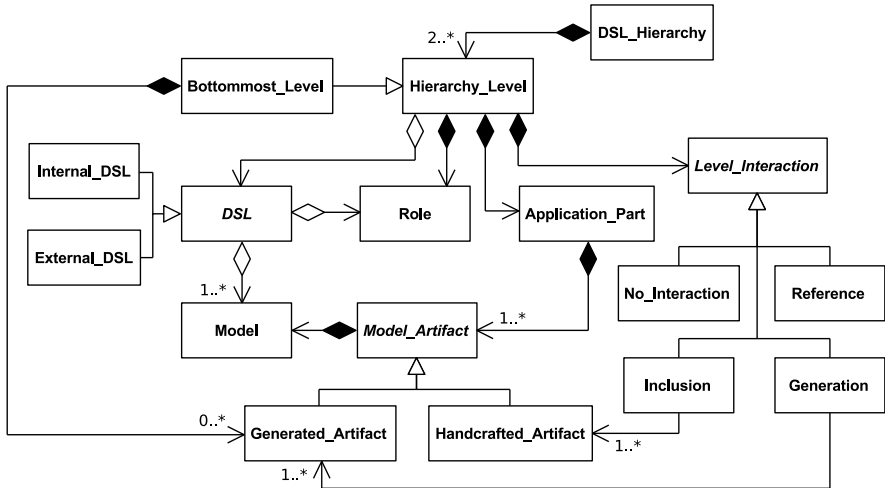 DSL_Hierarchy
2..*
Bottommost_Level
Hierarchy_Level
Internal_DSL
Level_Interaction
DSL
Role
Application_Part
External_DSL
No_Interaction
Reference
1..*
Model
Model_Artifact
1..*
Inclusion
Generation
0..*
Generated_Artifact
Handcrafted_Artifact
1..*
1..*